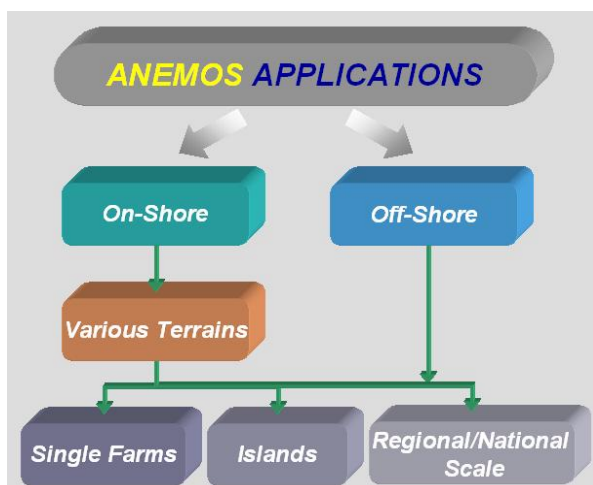 ANEMOS APPLICATIONS
On-Shore
Off-Shore
Various Terrains
Single Farms
Islands
Regional/National
Scale